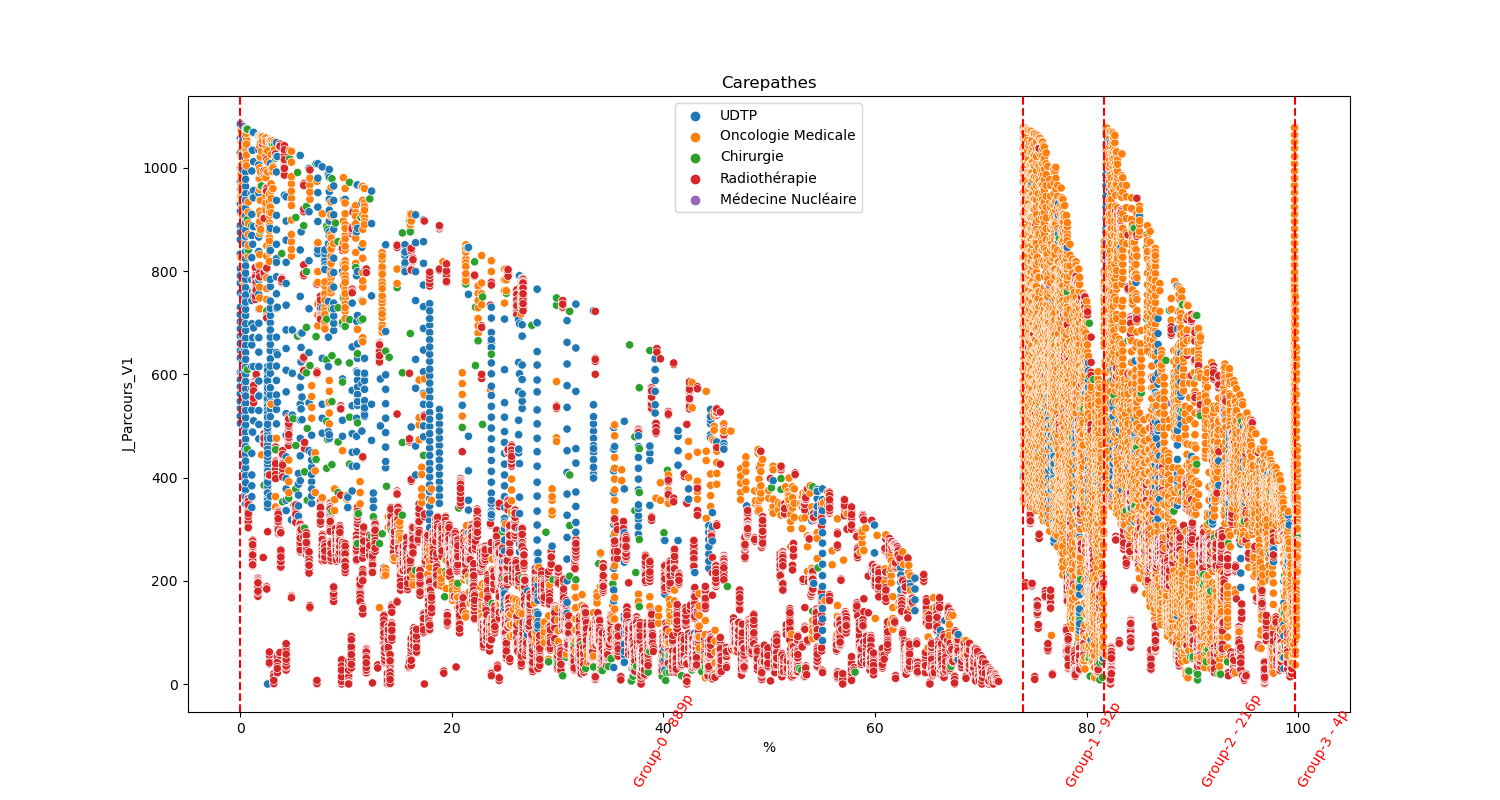 Carepathes
UDTP
Oncologie Medicale
Chirurgie
Radiothérapie
Médecine Nucléaire
J_Parcours_V1
1000
800
600
400
200
0
0 20 40 60 80 100
%
Group-0 - 889p
Group-1 - 92p
Group-2 - 216p
Group-3 - 4p